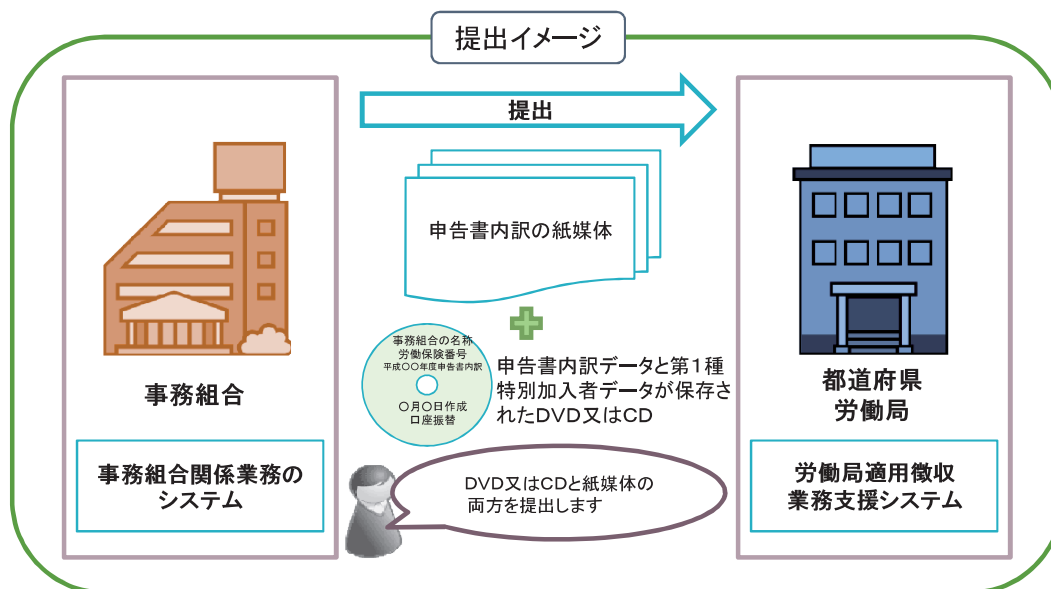 提出イメージ
提出
申告書内訳の紙媒体
事務組合の名称
労働保険番号
平成〇〇年度申告書内訳
〇月〇日作成
口座振替
申告書内訳データと第１種
特別加入者データが保存さ
れたDVD又はCD
事務組合
事務組合関係業務の
システム
DVD又はCDと紙媒体の
両方を提出します
都道府県
労働局
労働局適用徴収
業務支援システム